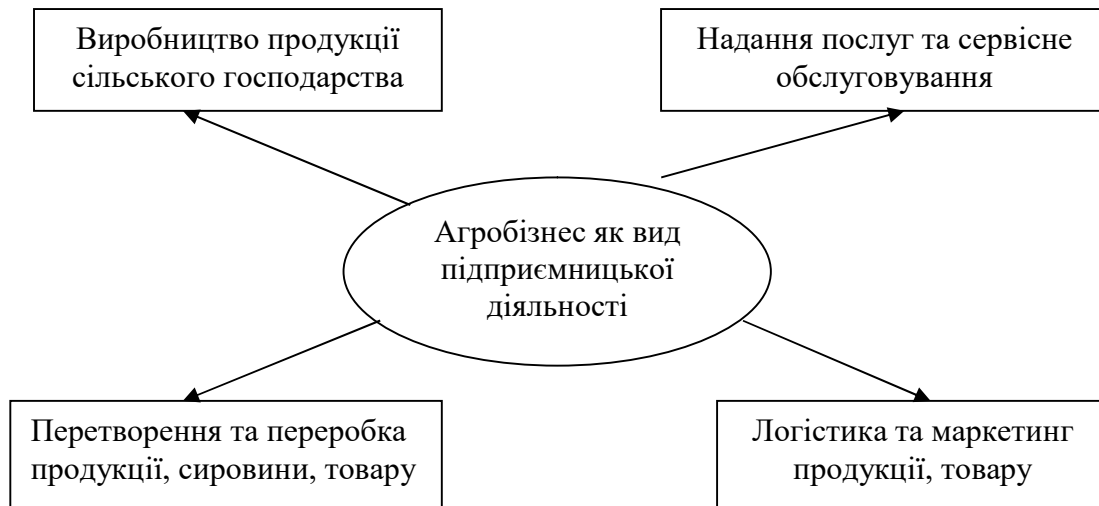 Виробництво продукції
сільського господарства
Надання послуг та сервісне
обслуговування
Агробізнес як вид
підприємницької
діяльності
Перетворення та переробка
продукції, сировини, товару
Логістика та маркетинг
продукції, товару